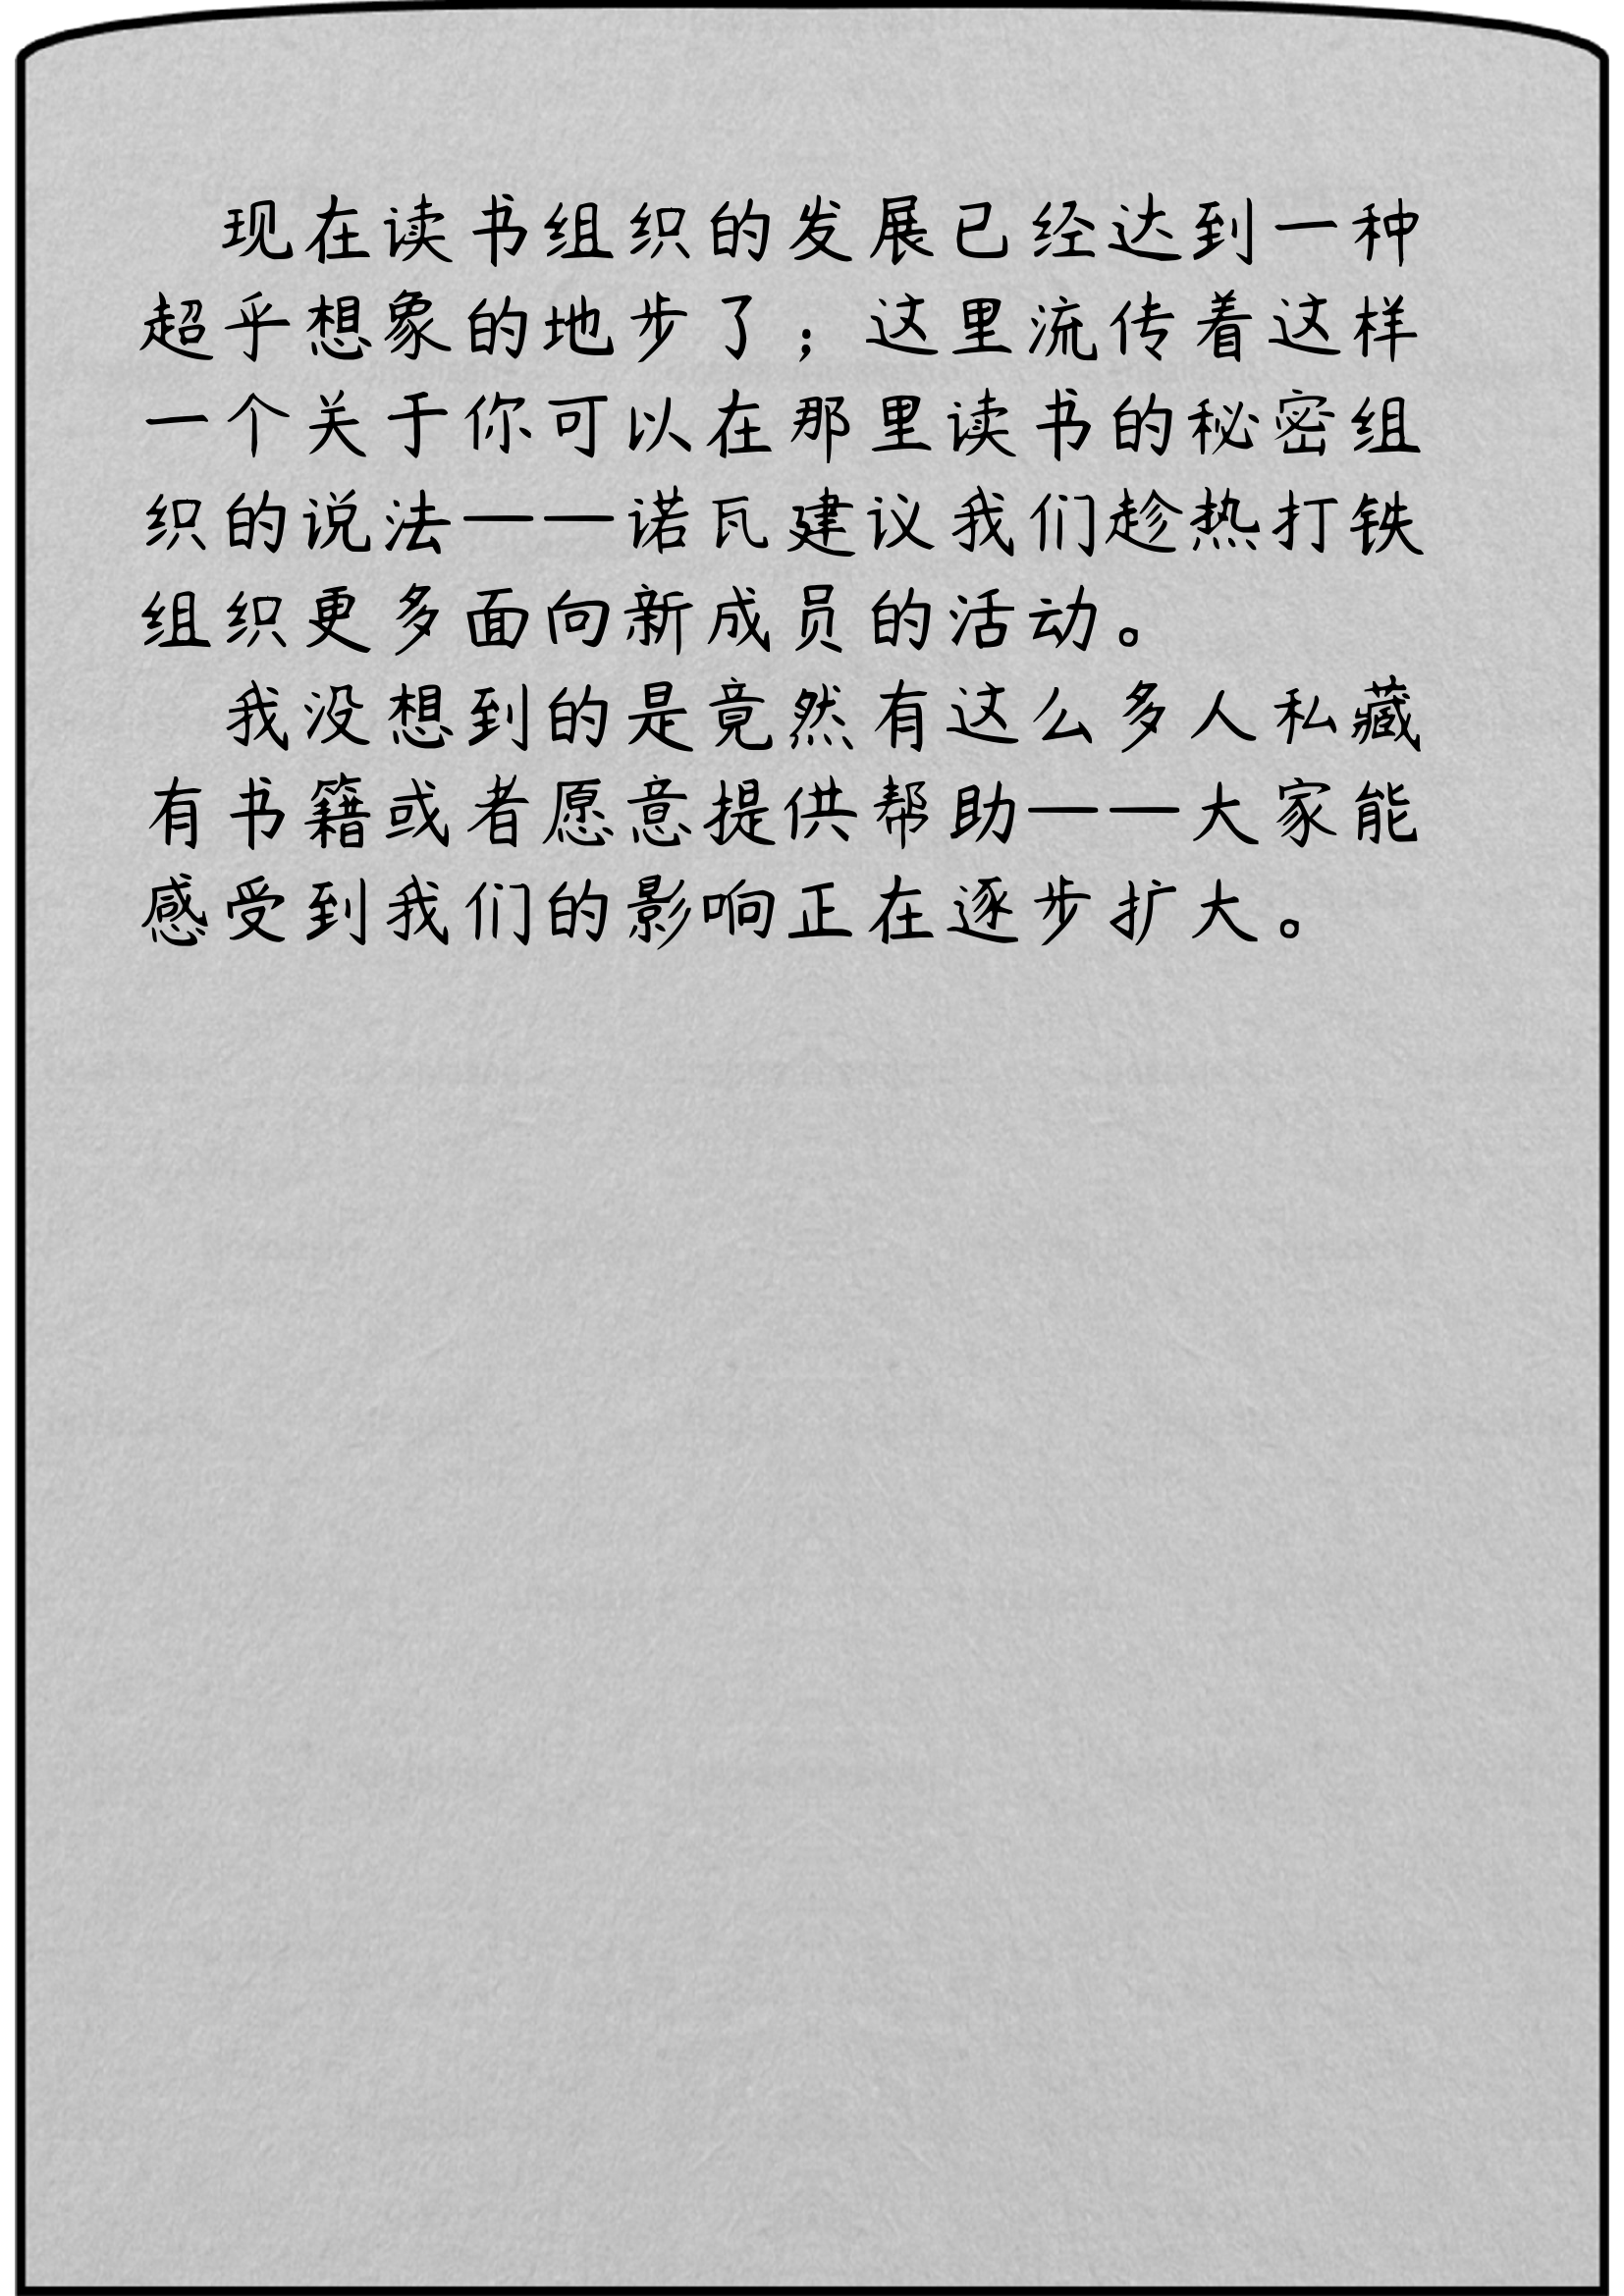 现在读书组织的发展已经达到一种
超乎想象的地步了；这里流传着这样
一个关于你可以在那里读书的秘密组
织的说法——诺瓦建议我们趁热打铁
组织更多面向新成员的活动。
我没想到的是竟然有这么多人私藏
有书籍或者愿意提供帮助——大家能
感受到我们的影响正在逐步扩大。